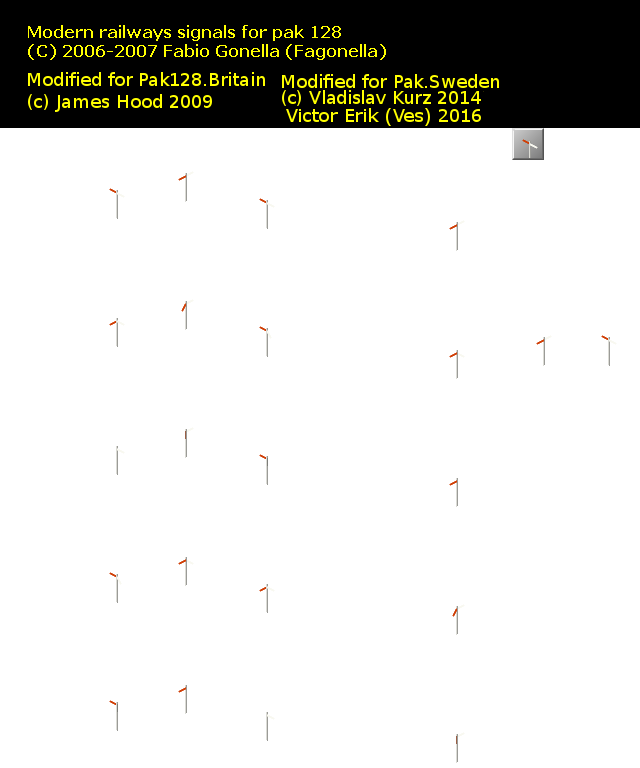 Modern railways signals for pak 128
(C) 2006-2007 Fabio Gonella (Fagonella)
Modified for Pak128.Britain
(c) James Hood 2009
Modified for Pak.Sweden
(c) Vladislav Kurz 2014
Victor Erik (Ves) 2016